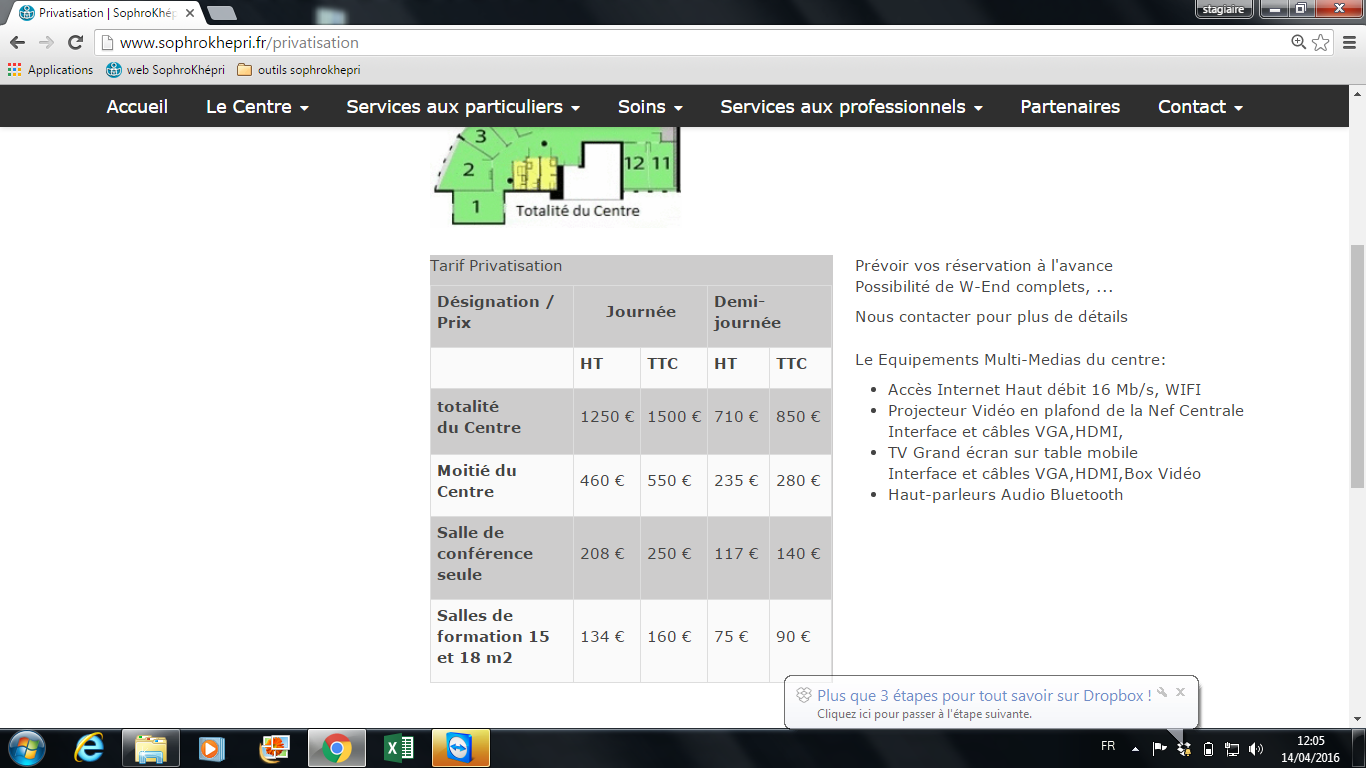 Privatisation | SophroKhép
stagiaire
www.sophrokhepri.fr/privatisation
Applications web SophroKhépri outils sophrokhepri
Accueil Le Centre Services aux particuliers Soins Services aux professionnels Partenaires Contact
3
2 12 11
1 Totalité du Centre
Tarif Privatisation
Désignation / Prix Journée Demi-journée
HT TTC HT TTC
totalité du Centre 1250 € 1500 € 710 € 850 €
Moitié du Centre 460 € 550 € 235 € 280 €
Salle de conférence seule 208 € 250 € 117 € 140 €
Salles de formation 15 et 18 m2 134 € 160 € 75 € 90 €
Prévoir vos réservation à l'avance
Possibilité de W-End complets, ...
Nous contacter pour plus de détails
Le Equipements Multi-Medias du centre:
• Accès Internet Haut débit 16 Mb/s, WIFI
• Projecteur Vidéo en plafond de la Nef Centrale
Interface et câbles VGA,HDMI,
• TV Grand écran sur table mobile
Interface et câbles VGA,HDMI,Box Vidéo
• Haut-parleurs Audio Bluetooth
Plus que 3 étapes pour tout savoir sur Dropbox !
Cliquez ici pour passer à l'étape suivante.
FR
12:05
14/04/2016